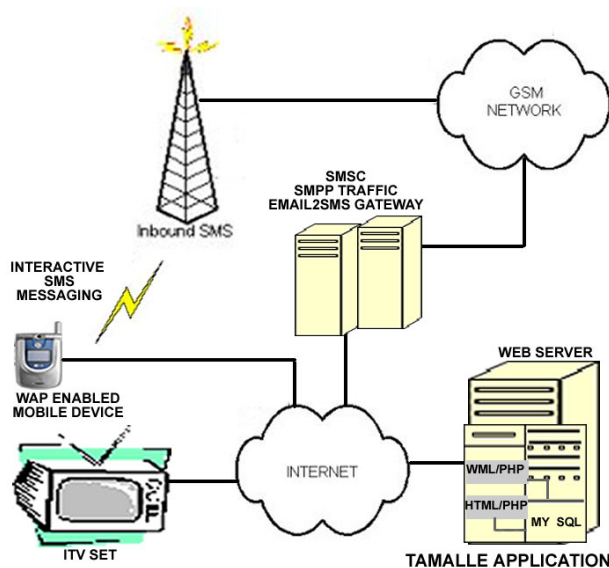 GSM
NETWORK
SMSC
SMPP TRAFFIC
EMAIL2SMS GATEWAY
Inbound SMS
INTERACTIVE
SMS
MESSAGING
WAP ENABLED
MOBILE DEVICE
WEB SERVER
INTERNET
WML/PHP
HTML/PHP
MY SQL
ITV SET
TAMALLE APPLICATION